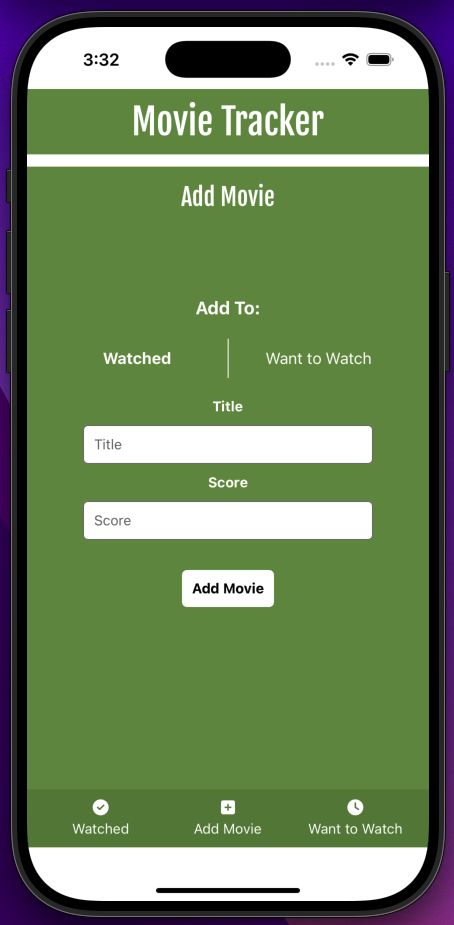 3:32
Movie Tracker
Add Movie
Add To:
Watched Want to Watch
Title
Title
Score
Score
Add Movie
Watched Add Movie Want to Watch